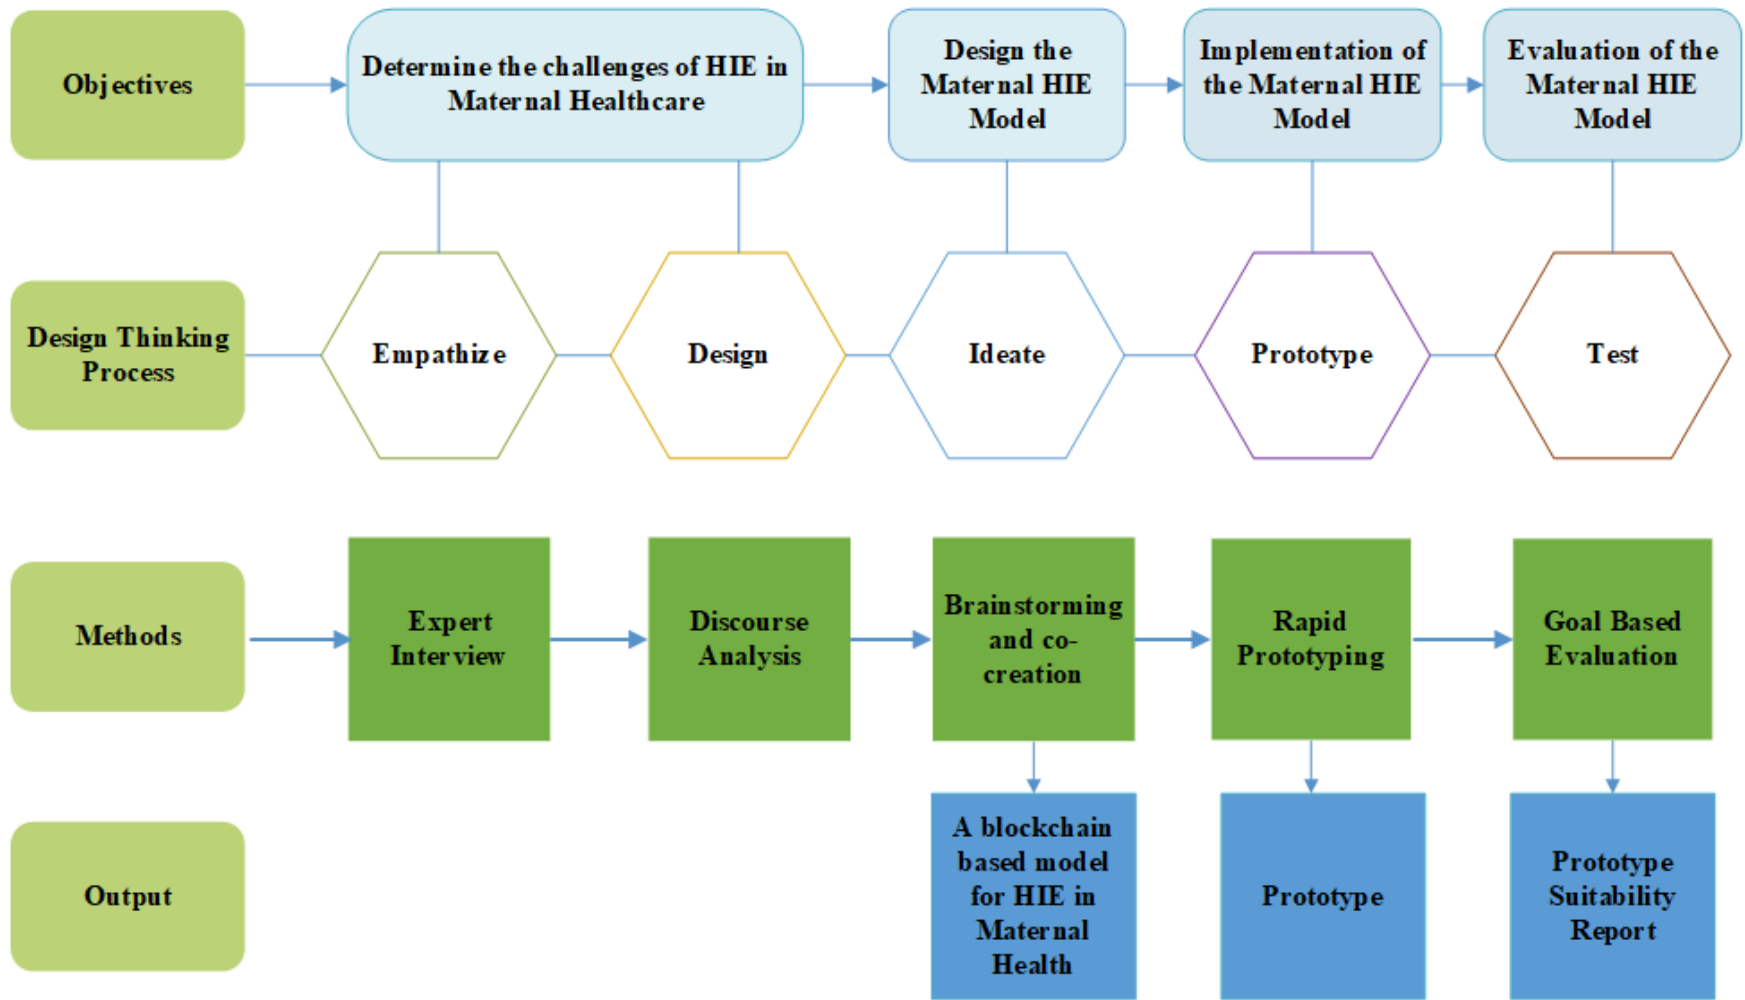 Objectives
Determine the challenges of HIE in
Maternal Healthcare
Design the
Maternal HIE
Model
Implementation of
the Maternal HIE
Model
Evaluation of the
Maternal HIE
Model
Design Thinking
Process
Empathize
Design
Ideate
Prototype
Test
Methods
Expert
Interview
Discourse
Analysis
Brainstorming
and co-
creation
Rapid
Prototyping
Goal Based
Evaluation
Output
A blockchain
based model
for HIE in
Maternal
Health
Prototype
Prototype
Suitability
Report